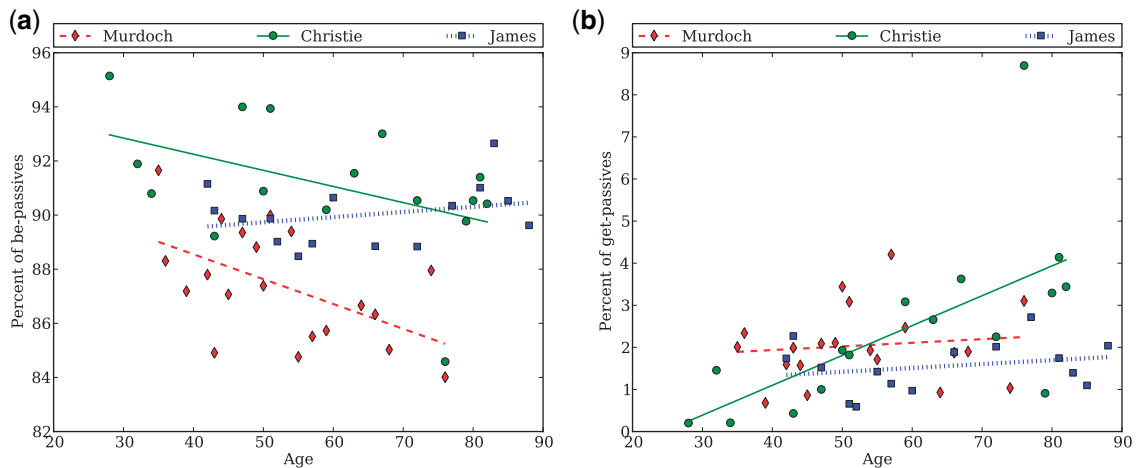 (a)
Murdoch Christie James
96
94
92
90
88
86
84
82
Percent of be-passives
20 30 40 50 60 70 80 90
Age
(b)
Murdoch Christie James
9
8
7
6
5
4
3
2
1
0
Percent of get-passives
20 30 40 50 60 70 80 90
Age